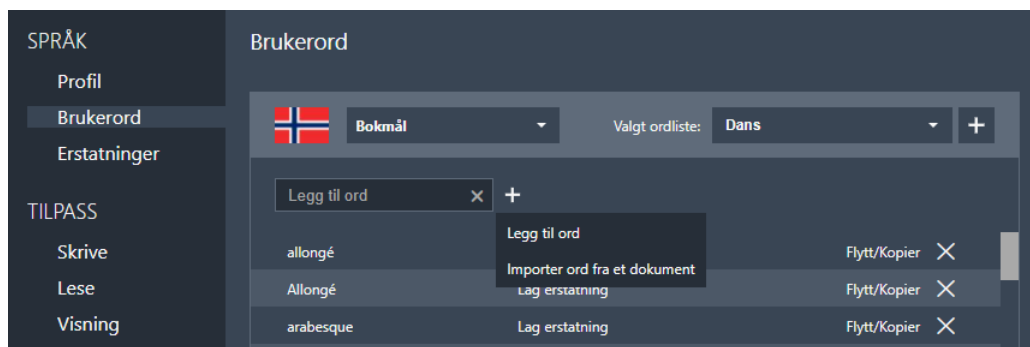 SPRÅK
Profil
Brukerord
Erstatninger
TILPASS
Skrive
Lese
Visning
Brukerord
Bokmål Valgt ordliste: Dans
Legg til ord
Legg til ord
Importer ord fra et dokument
allongé Flytt/Kopier
Allongé Lag erstatning Flytt/Kopier
arabesque Lag erstatning Flytt/Kopier